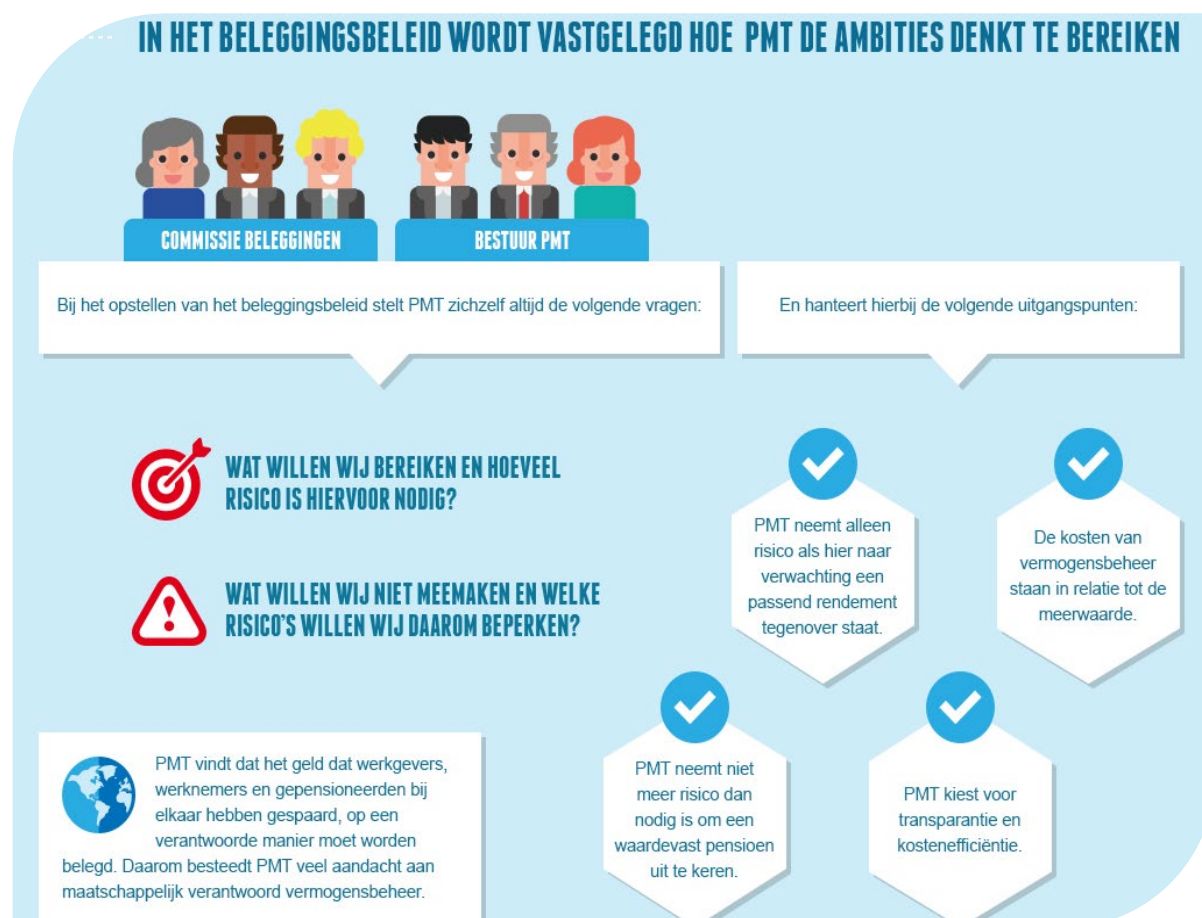 IN HET BELEGGINGSBELEID WORDT VASTGELEGD HOE PMT DE AMBITIES DENKT TE BEREIKEN
COMMISSIE BELEGGINGEN
BESTUUR PMT
Bij het opstellen van het beleggingsbeleid stelt PMT zichzelf altijd de volgende vragen:
En hanteert hierbij de volgende uitgangspunten:
WAT WILLEN WIJ BEREIKEN EN HOEVEEL
RISICO IS HIERVOOR NODIG?
WAT WILLEN WIJ NIET MEEMAKEN EN WELKE
RISICO'S WILLEN WIJ DAAROM BEPERKEN?
PMT neemt alleen
risico als hier naar
verwachting een
passend rendement
tegenover staat.
De kosten van
vermogensbeheer
staan in relatie tot de
meerwaarde.
PMT neemt niet
meer risico dan
nodig is om een
waardevast pensioen
uit te keren.
PMT kiest voor
transparantie en
kostenefficiëntie.
PMT vindt dat het geld dat werkgevers,
werknemers en gepensioneerden bij
elkaar hebben gespaard, op een
verantwoorde manier moet worden
belegd. Daarom besteedt PMT veel aandacht aan
maatschappelijk verantwoord vermogensbeheer.